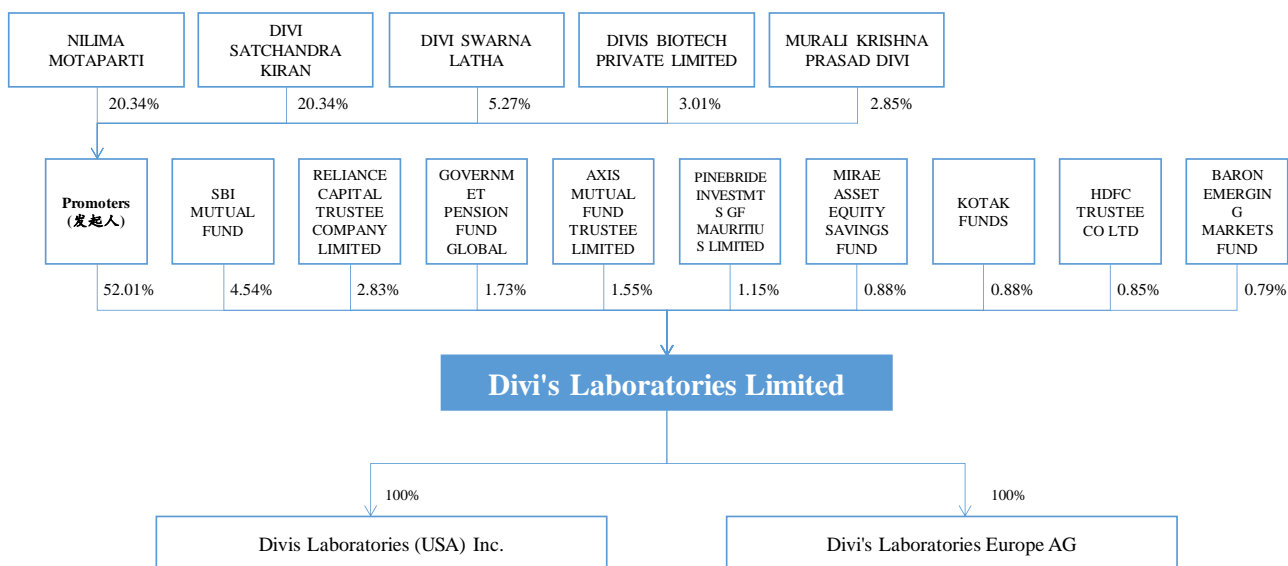 NILIMA
MOTAPARTI
DIVI
SATCHANDRA
KIRAN
DIVI SWARNA
LATHA
DIVIS BIOTECH
PRIVATE LIMITED
MURALI KRISHNA
PRASAD DIVI
20.34%
20.34%
5.27%
3.01%
2.85%
Promoters
(发起人)
SBI
MUTUAL
FUND
RELIANCE
CAPITAL
TRUSTEE
COMPANY
LIMITED
GOVERNM
ET
PENSION
FUND
GLOBAL
AXIS
MUTUAL
FUND
TRUSTEE
LIMITED
PINEBRIDE
INVESTMT
S GF
MAURITIU
S LIMITED
MIRAE
ASSET
EQUITY
SAVINGS
FUND
KOTAK
FUNDS
HDFC
TRUSTEE
CO LTD
BARON
EMERGIN
G
MARKETS
FUND
52.01%
4.54%
2.83%
1.73%
1.55%
1.15%
0.88%
0.88%
0.85%
0.79%
Divi's Laboratories Limited
100%
100%
Divis Laboratories (USA) Inc.
Divi's Laboratories Europe AG